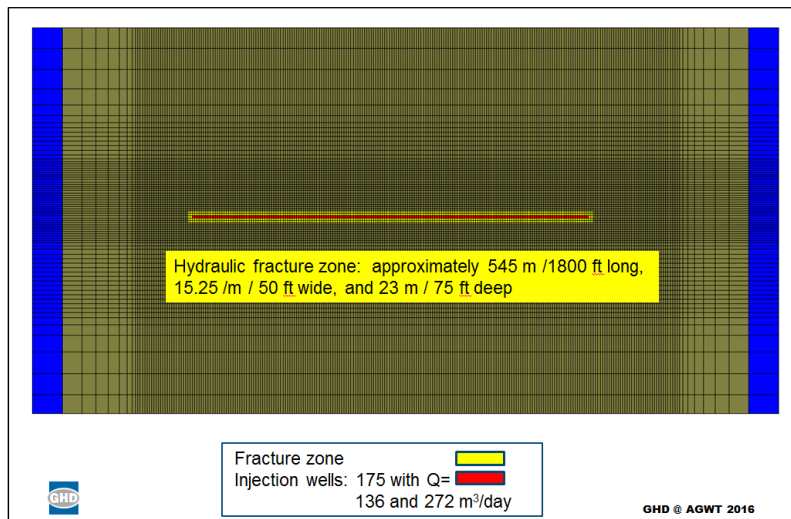 Hydraulic fracture zone: approximately 545 m /1800 ft long,
15.25 /m / 50 ft wide, and 23 m / 75 ft deep
Fracture zone
Injection wells: 175 with Q=
136 and 272 m³/day
GHD
GHD @ AGWT 2016